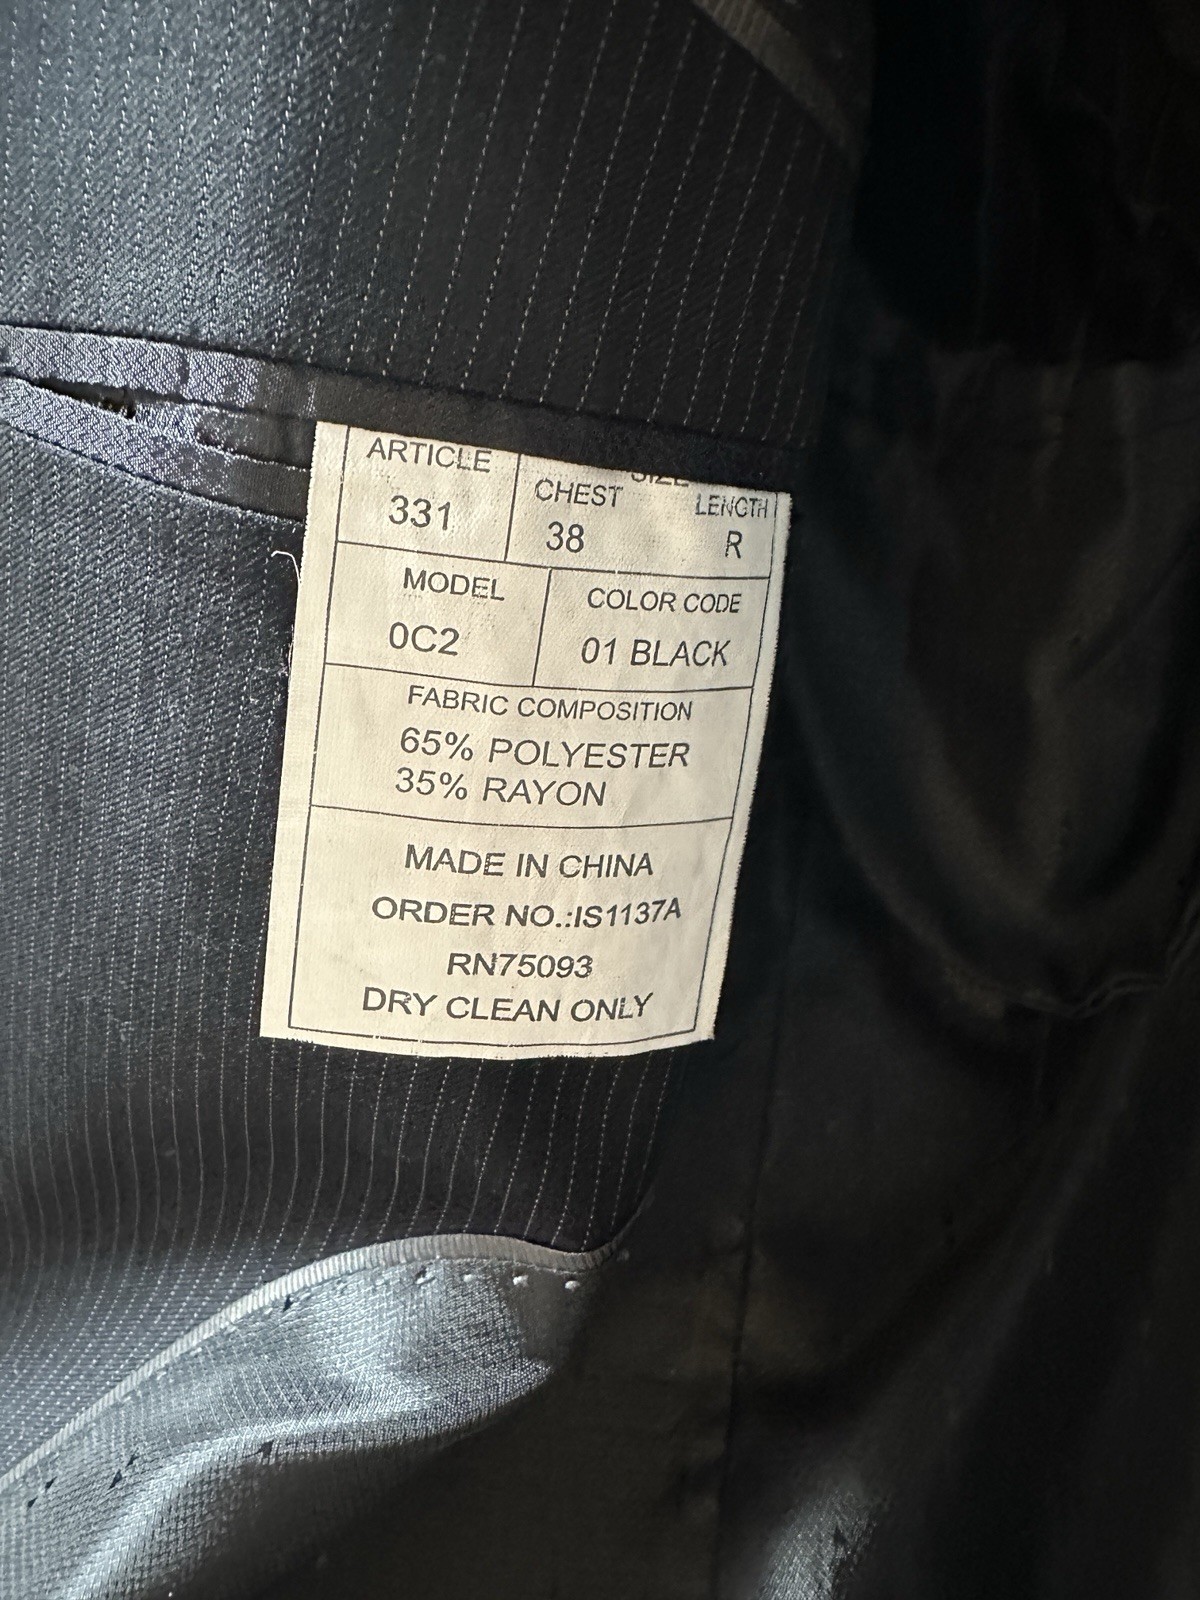 ARTICLE
331
SIZE
CHEST LENGTH
38 R
MODEL
0C2
COLOR CODE
01 BLACK
FABRIC COMPOSITION
65% POLYESTER
35% RAYON
MADE IN CHINA
ORDER NO.:IS1137A
RN75093
DRY CLEAN ONLY